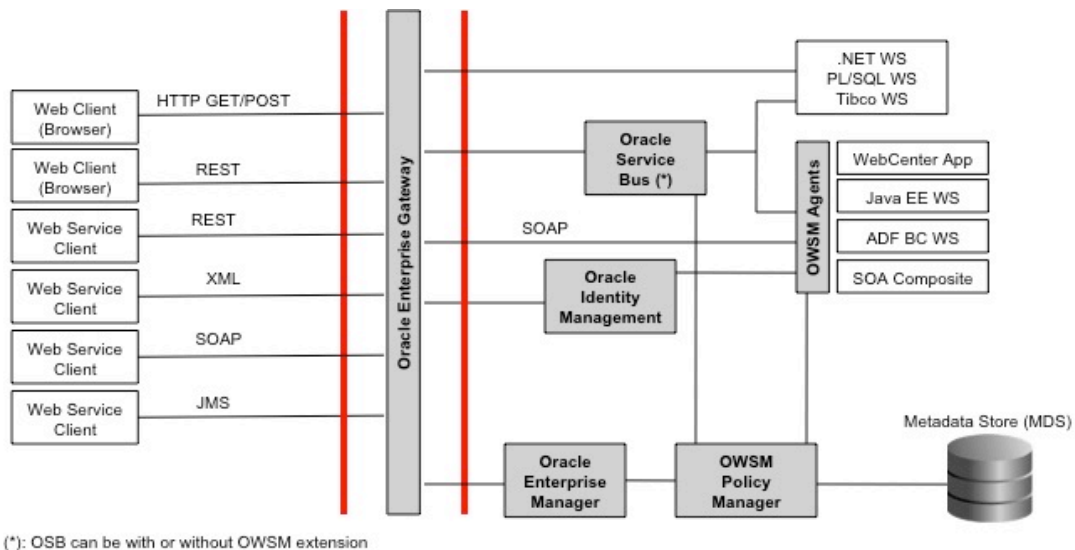 Web Client
(Browser)
HTTP GET/POST
Web Client
(Browser)
REST
Web Service
Client
REST
Web Service
Client
XML
Web Service
Client
SOAP
Web Service
Client
JMS
Oracle Enterprise Gateway
.NET WS
PL/SQL WS
Tibco WS
Oracle
Service
Bus (*)
SOAP
Oracle
Identity
Management
OWSM Agents
WebCenter App
Java EE WS
ADF BC WS
SOA Composite
Oracle
Enterprise
Manager
OWSM
Policy
Manager
Metadata Store (MDS)
(*): OSB can be with or without OWSM extension